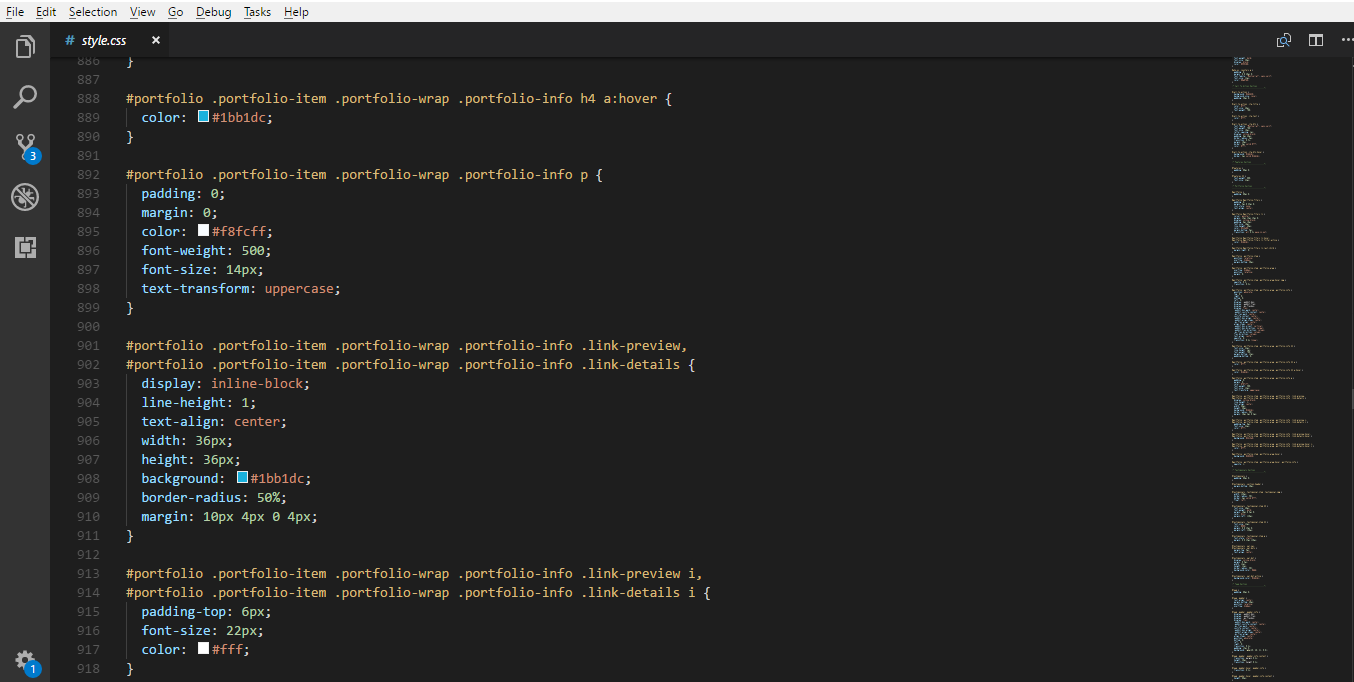 File Edit Selection View Go Debug Tasks Help
# style.css ×
886 }
887
888 #portfolio .portfolio-item .portfolio-wrap .portfolio-info h4 a:hover {
889 color: #1bb1dc;
890 }
891
892 #portfolio .portfolio-item .portfolio-wrap .portfolio-info p {
893 padding: 0;
894 margin: 0;
895 color: #f8fcff;
896 font-weight: 500;
897 font-size: 14px;
898 text-transform: uppercase;
899 }
900
901 #portfolio .portfolio-item .portfolio-wrap .portfolio-info .link-preview,
902 #portfolio .portfolio-item .portfolio-wrap .portfolio-info .link-details {
903 display: inline-block;
904 line-height: 1;
905 text-align: center;
906 width: 36px;
907 height: 36px;
908 background: #1bb1dc;
909 border-radius: 50%;
910 margin: 10px 4px 0 4px;
911 }
912
913 #portfolio .portfolio-item .portfolio-wrap .portfolio-info .link-preview i,
914 #portfolio .portfolio-item .portfolio-wrap .portfolio-info .link-details i {
915 padding-top: 6px;
916 font-size: 22px;
917 color: #fff;
918 }
3
1